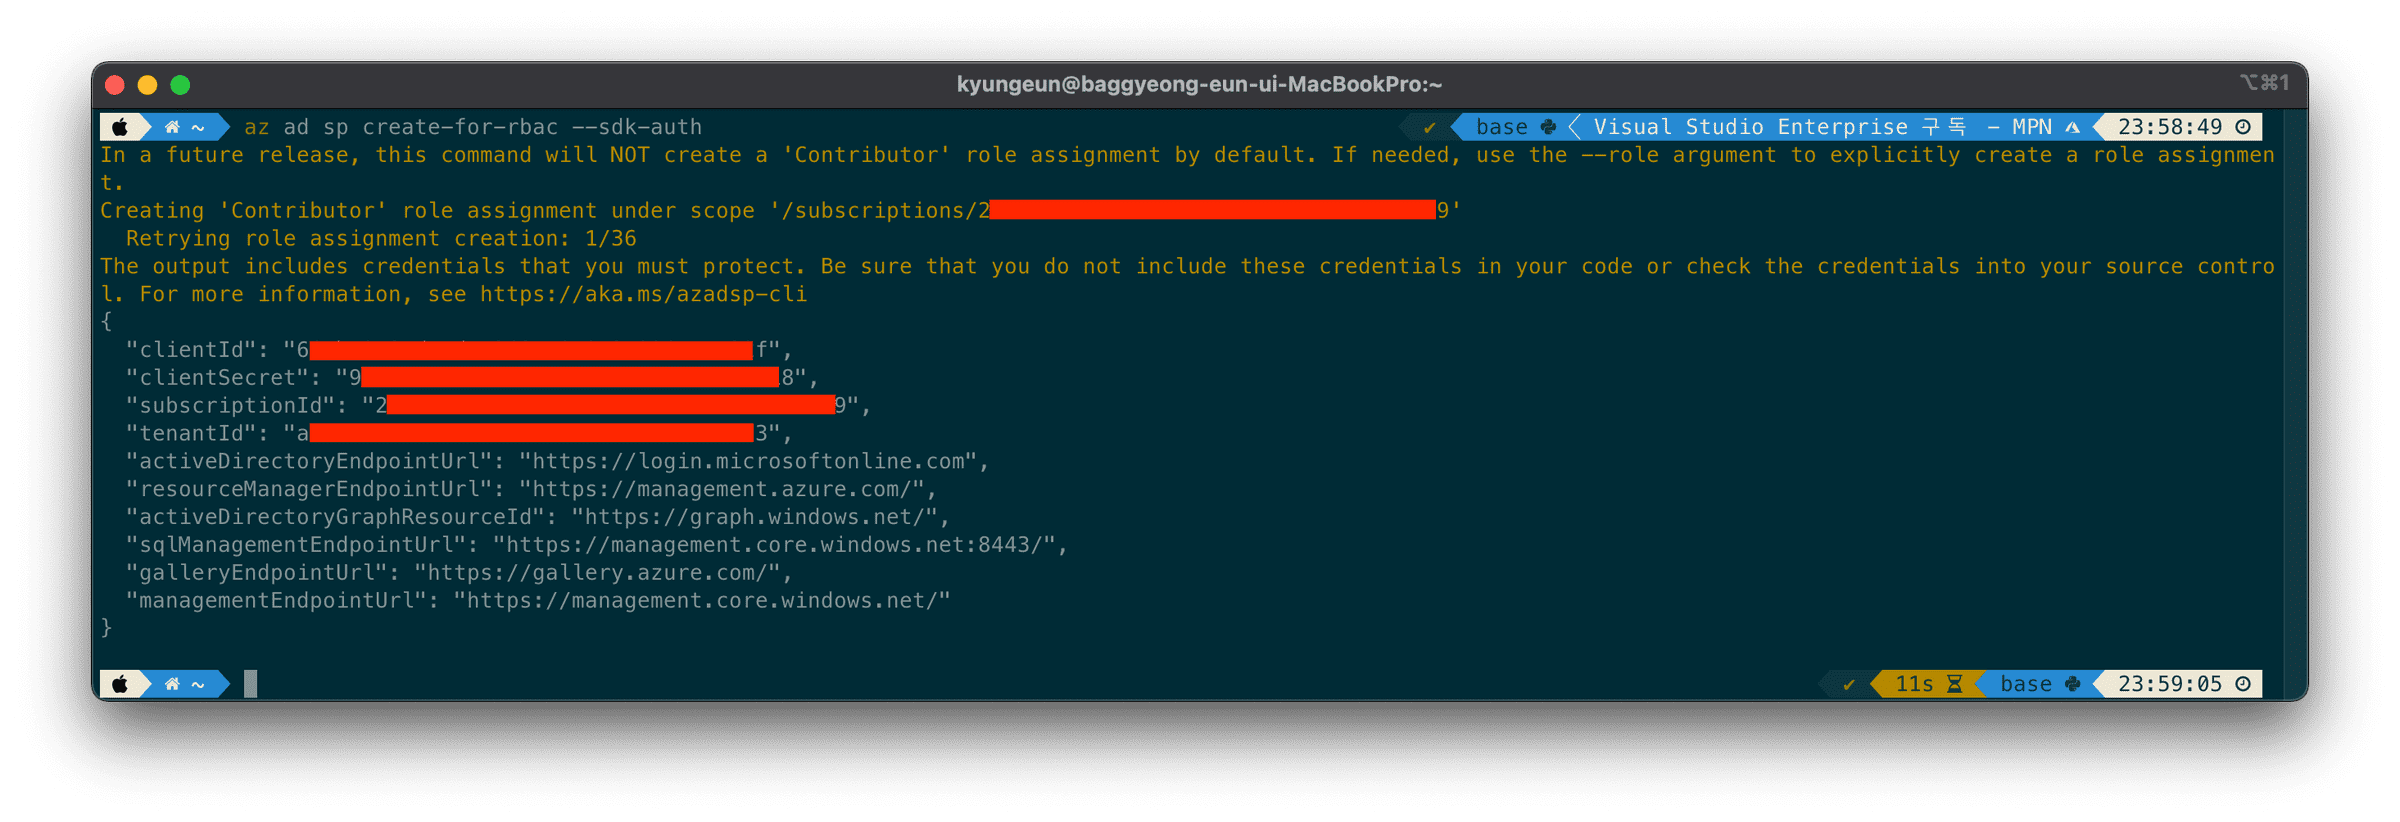 kyungeun@baggyeong-eun-ui-MacBookPro:~ ⌥⌘1
~ az ad sp create-for-rbac --sdk-auth ✔ base Visual Studio Enterprise 구독 - MPN 23:58:49
In a future release, this command will NOT create a 'Contributor' role assignment by default. If needed, use the --role argument to explicitly create a role assignmen
t.
Creating 'Contributor' role assignment under scope '/subscriptions/2 9'
Retrying role assignment creation: 1/36
The output includes credentials that you must protect. Be sure that you do not include these credentials in your code or check the credentials into your source contro
l. For more information, see https://aka.ms/azadsp-cli
{
"clientId": "6 f",
"clientSecret": "9 8",
"subscriptionId": "2 9",
"tenantId": "a 3",
"activeDirectoryEndpointUrl": "https://login.microsoftonline.com",
"resourceManagerEndpointUrl": "https://management.azure.com/",
"activeDirectoryGraphResourceId": "https://graph.windows.net/",
"sqlManagementEndpointUrl": "https://management.core.windows.net:8443/",
"galleryEndpointUrl": "https://gallery.azure.com/",
"managementEndpointUrl": "https://management.core.windows.net/"
}
~ ✔ 11s base 23:59:05